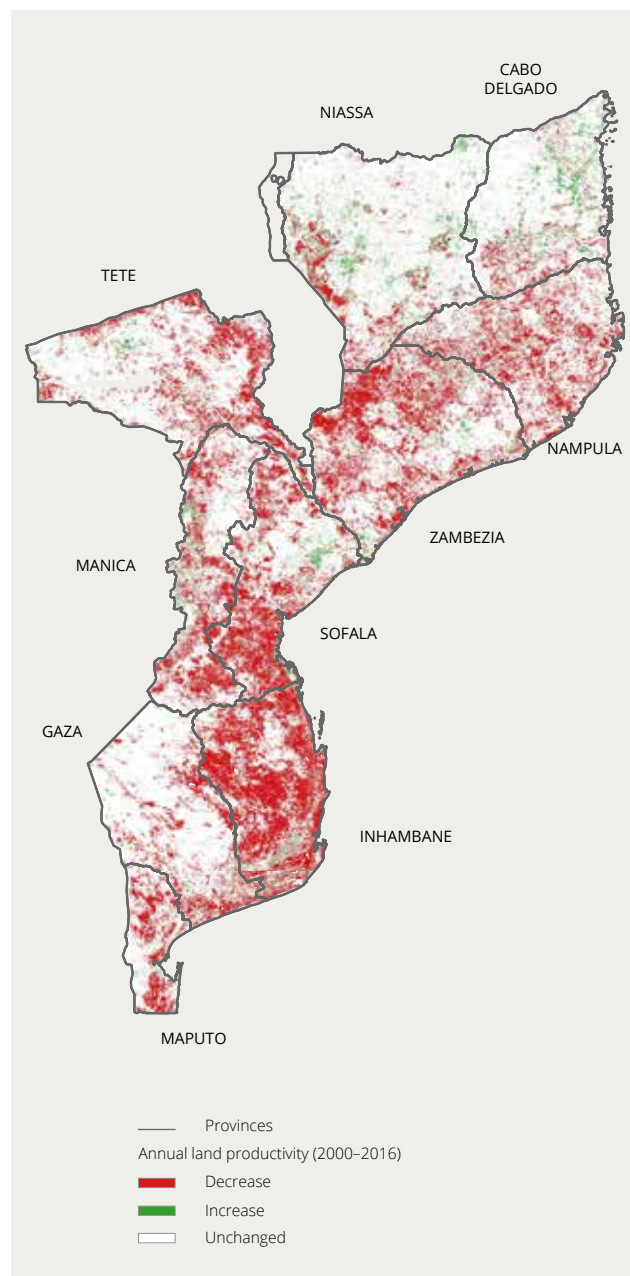 CABO
DELGADO
NIASSA
TETE
NAMPULA
ZAMBEZIA
MANICA
SOFALA
GAZA
INHAMBANE
MAPUTO
Provinces
Annual land productivity (2000–2016)
Decrease
Increase
Unchanged